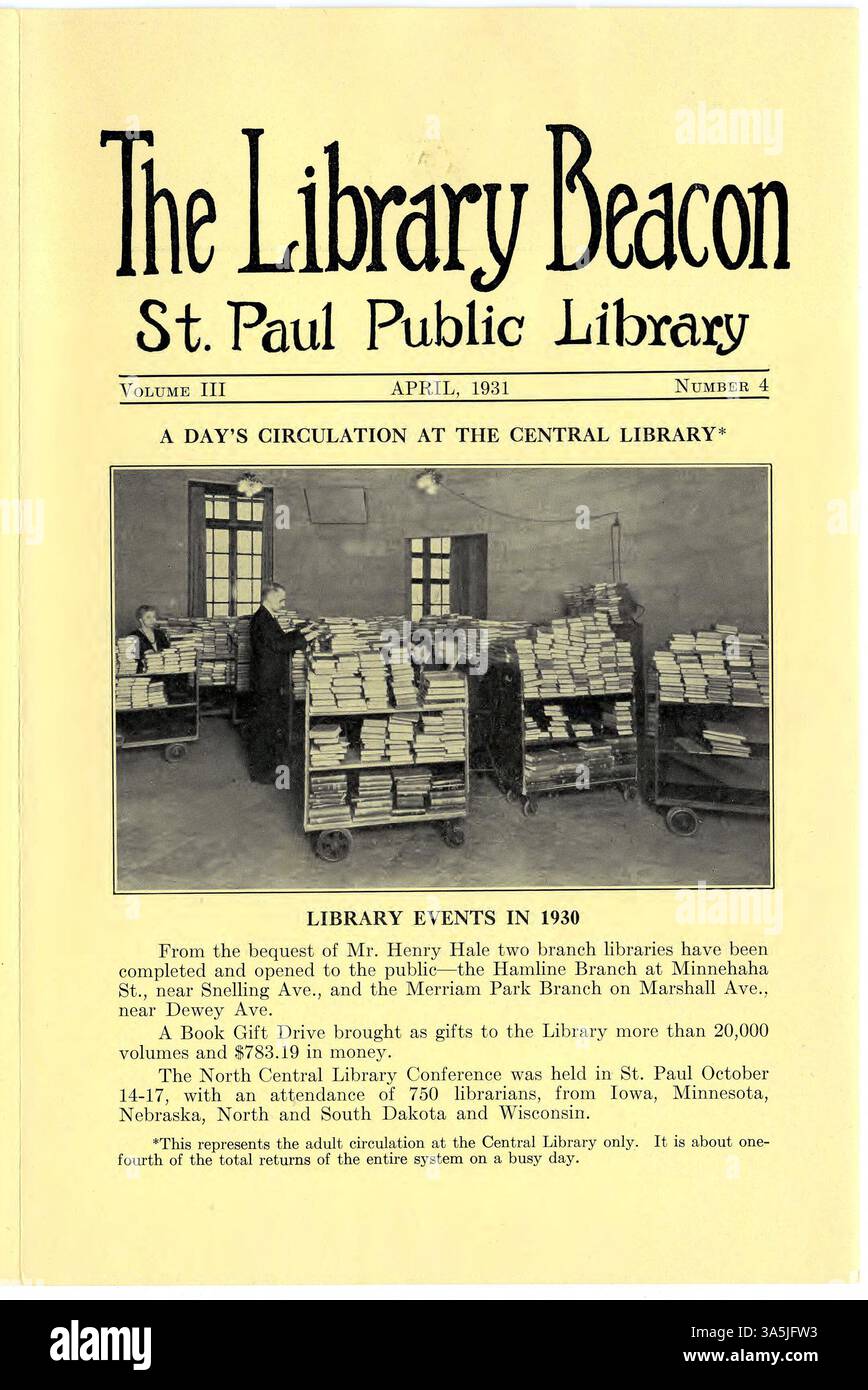 The Library Beacon
St. Paul Public Library
VOLUME III APRIL, 1931 NUMBER 4
A DAY'S CIRCULATION AT THE CENTRAL LIBRARY*
LIBRARY EVENTS IN 1930
From the bequest of Mr. Henry Hale two branch libraries have been
completed and opened to the public—the Hamline Branch at Minnehaha
St., near Snelling Ave., and the Merriam Park Branch on Marshall Ave.,
near Dewey Ave.
A Book Gift Drive brought as gifts to the Library more than 20,000
volumes and $783.19 in money.
The North Central Library Conference was held in St. Paul October
14-17, with an attendance of 750 librarians, from Iowa, Minnesota,
Nebraska, North and South Dakota and Wisconsin.
*This represents the adult circulation at the Central Library only. It is about one-
fourth of the total returns of the entire system on a busy day.
alamy
alamy
alamy
alamy
a
a
a
a
alamy
Image ID: 3A5JFW3
www.alamy.com